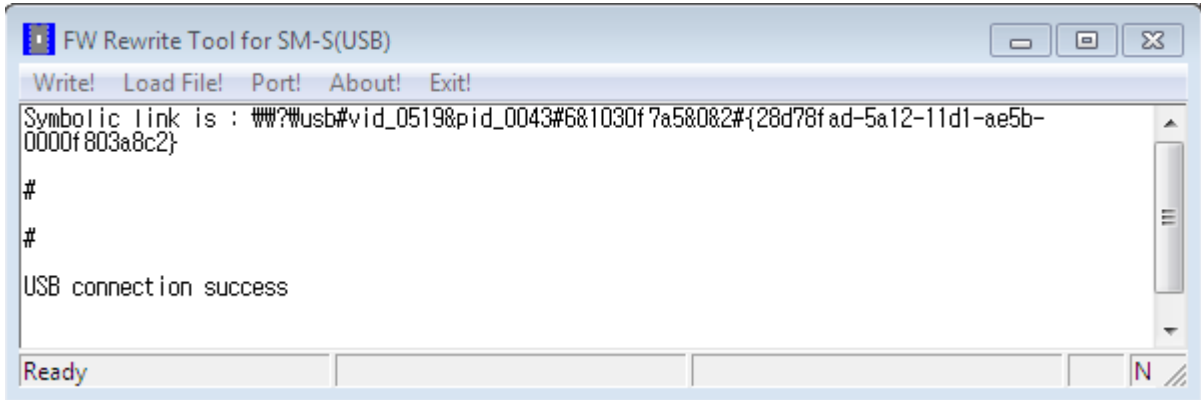 FW Rewrite Tool for SM-S(USB)
Write! Load File! Port! About! Exit!
Symbolic link is : ₩₩?₩usb#vid_0519&pid_0043#6&1030f7a5&0&2#{28d78fad-5a12-11d1-ae5b-
0000f803a8c2}
#
#
USB connection success
Ready N